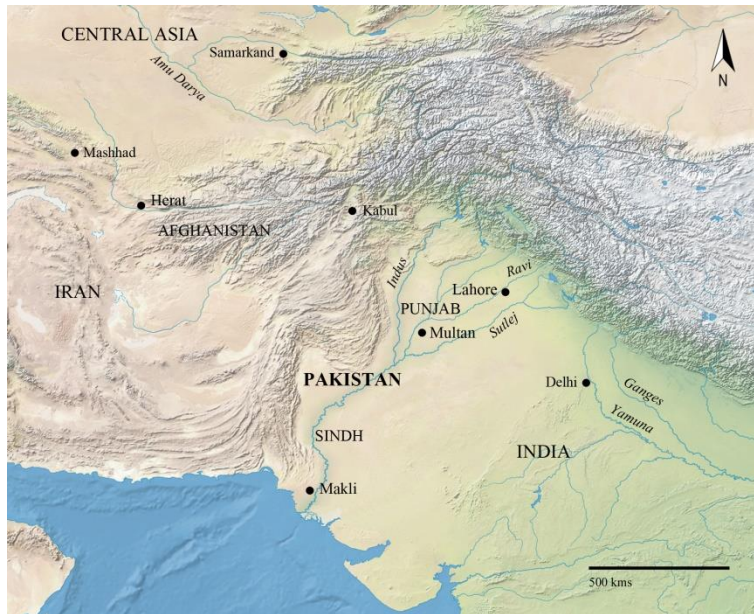 CENTRAL ASIA
Samarkand
N
Amu Darya
Mashhad
Herat
Kabul
AFGHANISTAN
Indus
Ravi
IRAN
Lahore
PUNJAB
Multan
Sutlej
PAKISTAN
Delhi
Ganges
Yamuna
SINDH
INDIA
Makli
500 kms